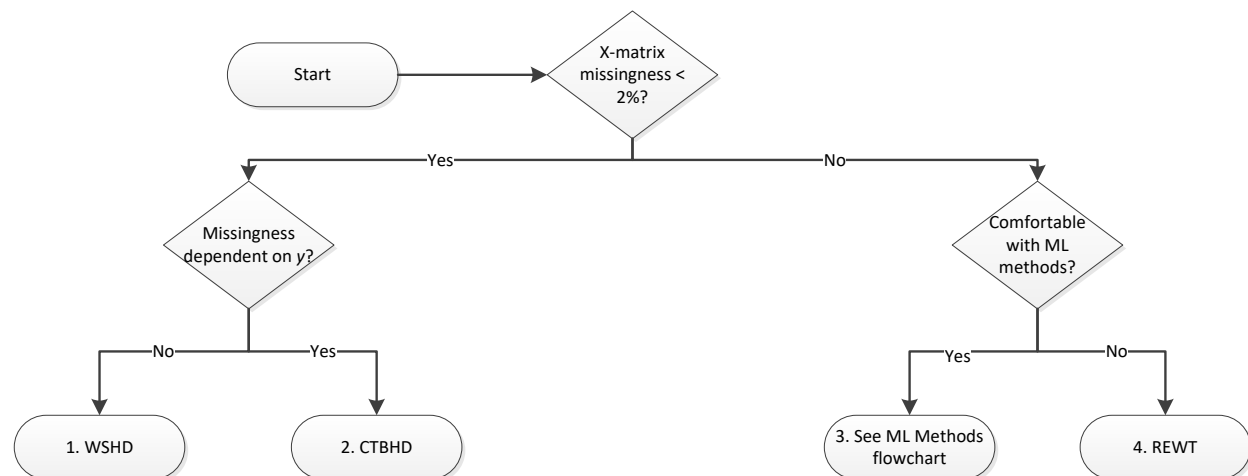 Start
X-matrix
missingness <
2%?
Yes
No
Missingness
dependent on y?
Comfortable
with ML
methods?
No
Yes
Yes
No
1. WSHD
2. CTBHD
3. See ML Methods
flowchart
4. REWT